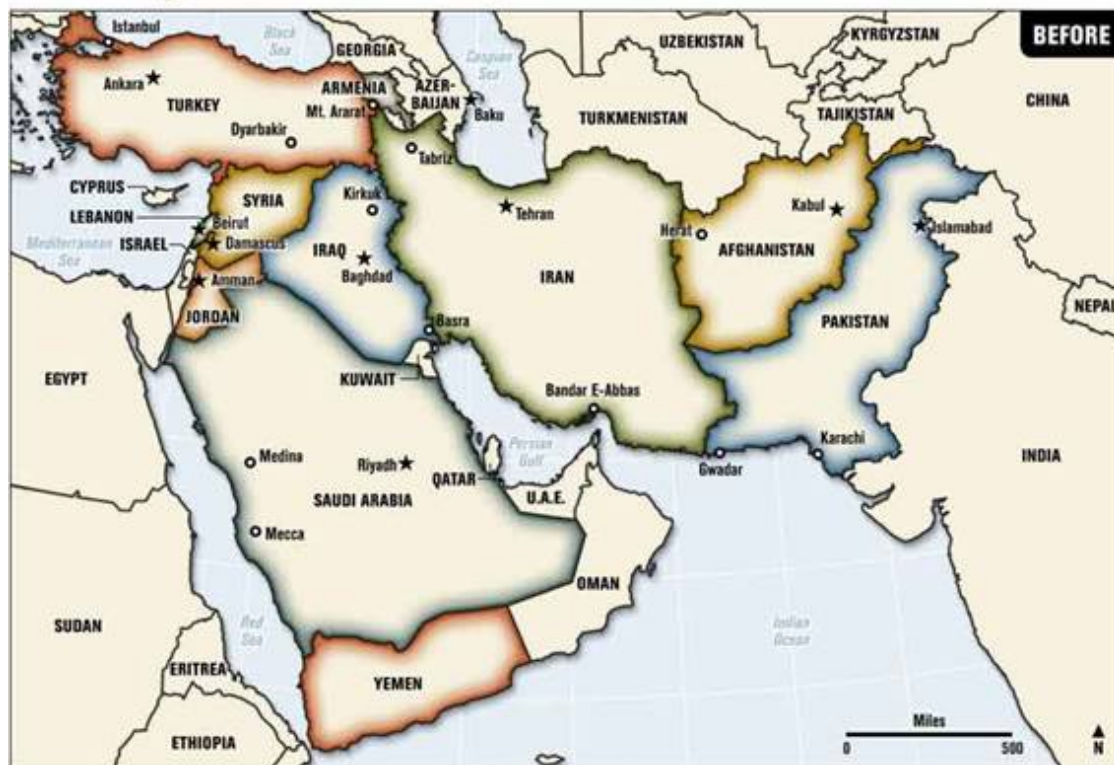 BEFORE
Istanbul
Black
Sea
GEORGIA
Caspian
Sea
UZBEKISTAN
KYRGYZSTAN
Ankara
TURKEY
ARMENIA
AZER-
BAIJAN
Mt. Ararat
Baku
TURKMENISTAN
TAJIKISTAN
CHINA
Dyarbakir
Tabriz
CYPRUS
SYRIA
Kirkuk
Tehran
Kabul
Islamabad
LEBANON
Beirut
Mediterranean
Sea
ISRAEL
Damascus
IRAQ
Baghdad
Herat
AFGHANISTAN
IRAN
Amman
JORDAN
Basra
PAKISTAN
NEPAL
EGYPT
KUWAIT
Bandar E-Abbas
Persian
Gulf
Medina
Riyadh
QATAR
Gwadar
Karachi
INDIA
SAUDI ARABIA
U.A.E.
Mecca
OMAN
SUDAN
Red
Sea
Indian
Ocean
ERITREA
YEMEN
ETHIOPIA
Miles
0
500
N